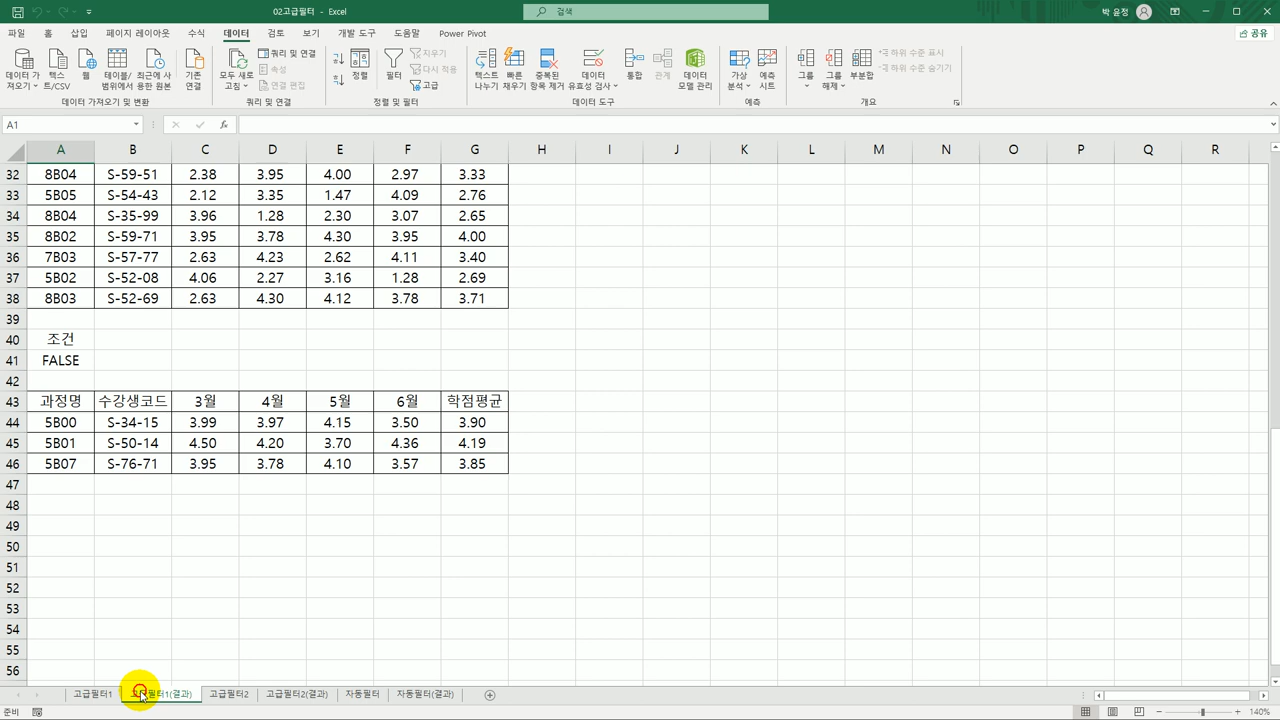 02고급필터 - Excel
검색
박 윤정
파일 홈 삽입 페이지 레이아웃 수식 데이터 검토 보기 개발 도구 도움말 Power Pivot
공유
데이터 가져오기
텍스트/CSV
웹
테이블/범위에서
최근에 사용한 원본
기존 연결
모두 새로 고침
쿼리 및 연결
속성
연결 편집
정렬
필터
지우기
다시 적용
고급
텍스트 나누기
빠른 채우기
중복된 항목 제거
데이터 유효성 검사
통합
관계
데이터 모델 관리
가상 분석
예측 시트
그룹
그룹 해제
부분합
하위 수준 표시
하위 수준 숨기기
데이터 가져오기 및 변환 쿼리 및 연결 정렬 및 필터 데이터 도구 예측 개요
A1
fx
A B C D E F G H I J K L M N O P Q R
32 8B04 S-59-51 2.38 3.95 4.00 2.97 3.33
33 5B05 S-54-43 2.12 3.35 1.47 4.09 2.76
34 8B04 S-35-99 3.96 1.28 2.30 3.07 2.65
35 8B02 S-59-71 3.95 3.78 4.30 3.95 4.00
36 7B03 S-57-77 2.63 4.23 2.62 4.11 3.40
37 5B02 S-52-08 4.06 2.27 3.16 1.28 2.69
38 8B03 S-52-69 2.63 4.30 4.12 3.78 3.71
39
40 조건
41 FALSE
42
43 과정명 수강생코드 3월 4월 5월 6월 학점평균
44 5B00 S-34-15 3.99 3.97 4.15 3.50 3.90
45 5B01 S-50-14 4.50 4.20 3.70 4.36 4.19
46 5B07 S-76-71 3.95 3.78 4.10 3.57 3.85
47
48
49
50
51
52
53
54
55
56
고급필터1 고급필터1(결과) 고급필터2 고급필터2(결과) 자동필터 자동필터(결과)
준비
140%